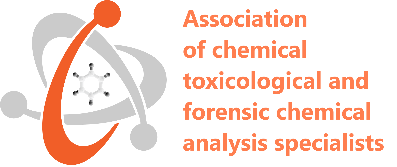 Association
of chemical
toxicological and
forensic chemical
analysis specialists